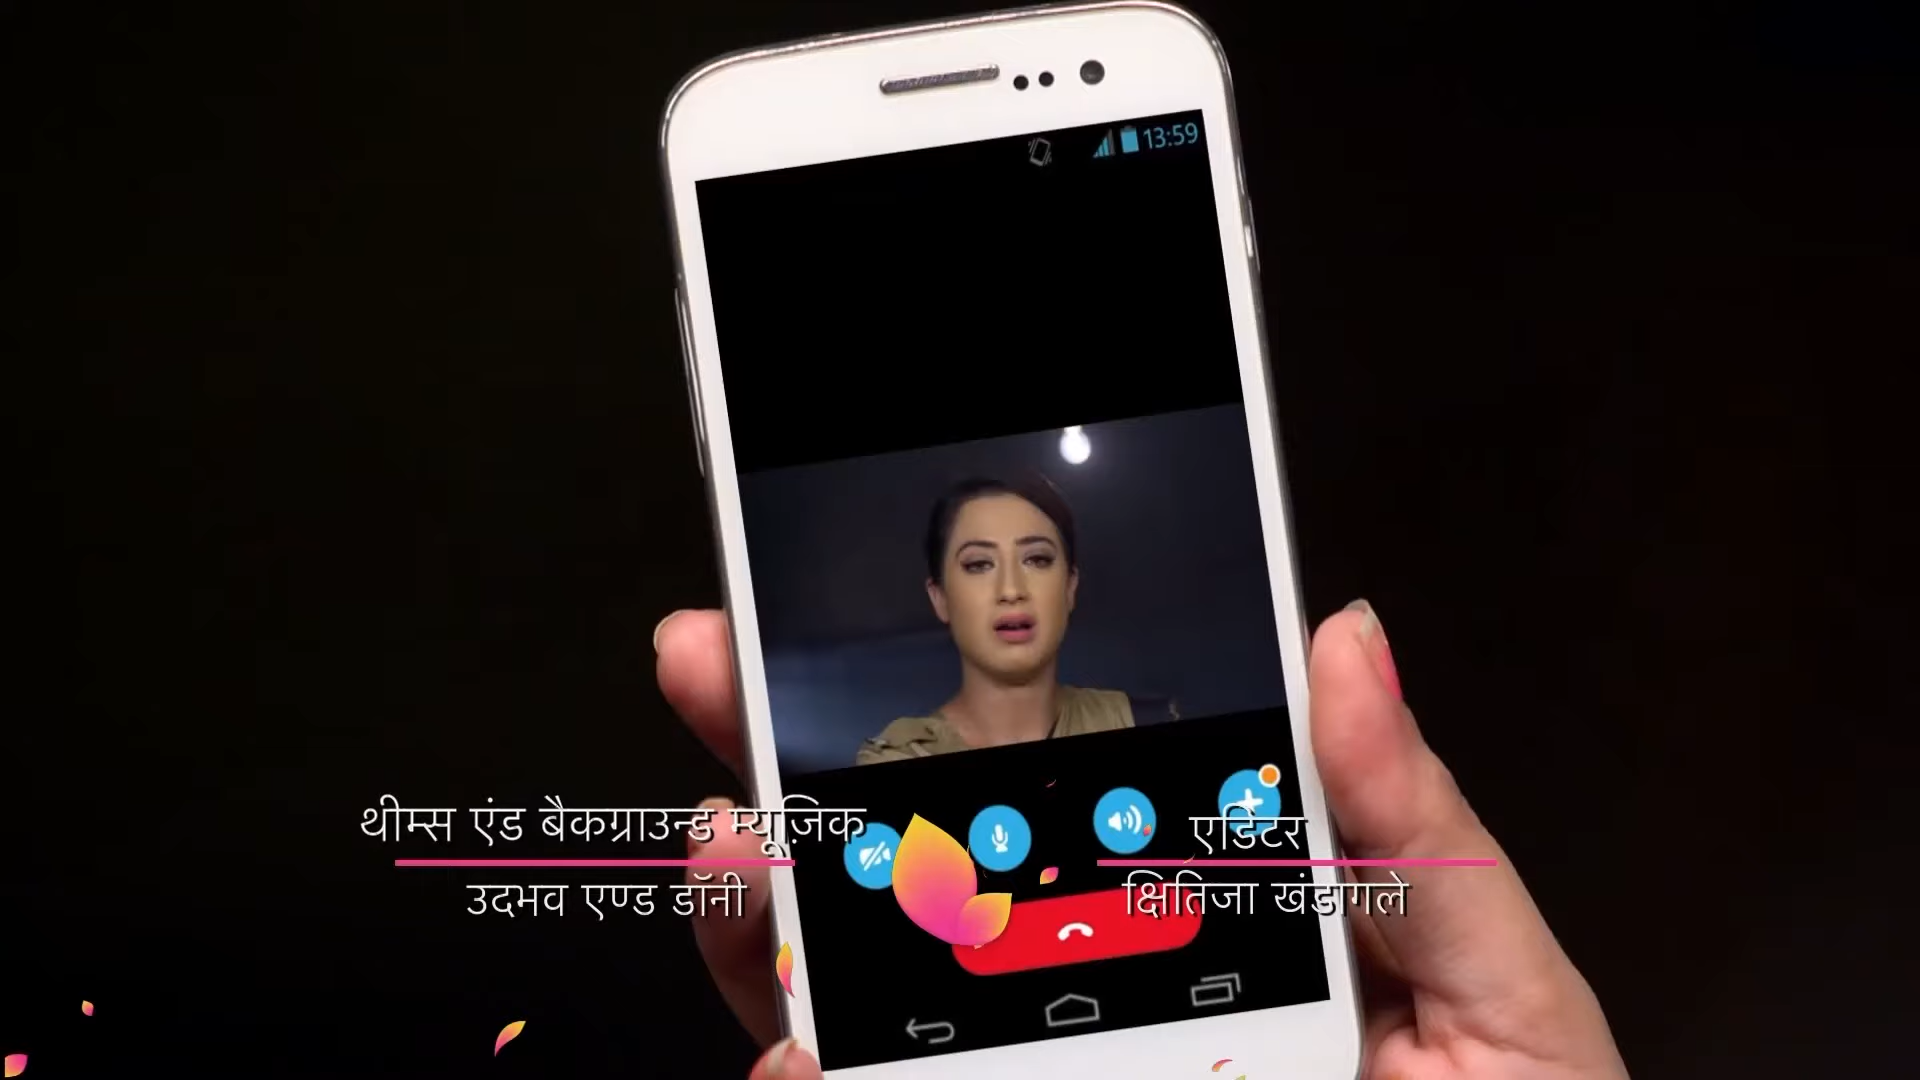 13:59
थीम्स एंड बैकग्राउन्ड म्यूज़िक
उदभव एण्ड डॉनी
एडिटर
क्षितिजा खंडागले